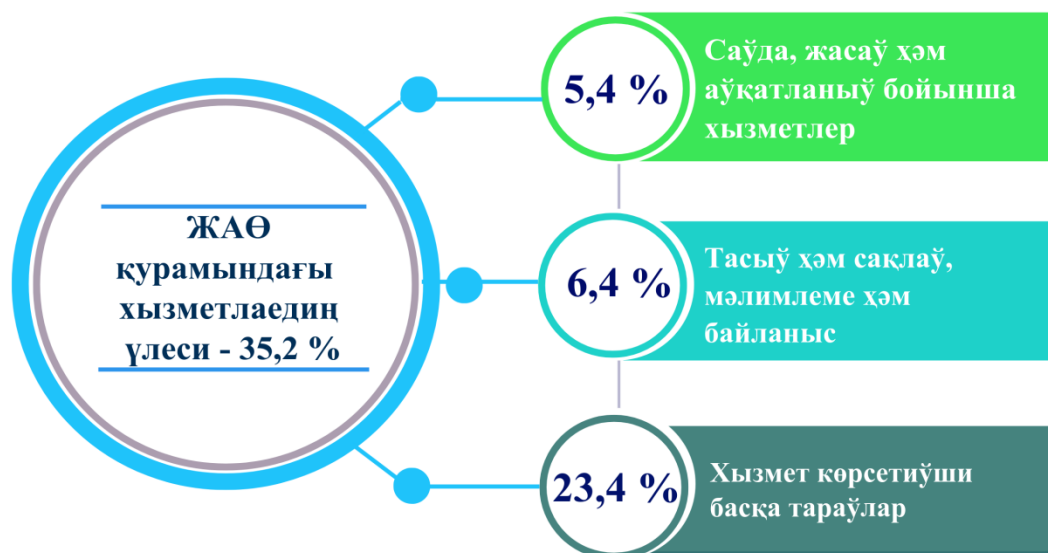 ЖАӨ
қурамындағы
хызметлаедиң
үлеси - 35,2 %
5,4 %
Саўда, жасаў ҳәм
аўқатланыў бойынша
хызметлер
6,4 %
Тасыў ҳәм сақлаў,
мәлимлеме ҳәм
байланыс
23,4 %
Хызмет көрсетиўши
басқа тараўлар